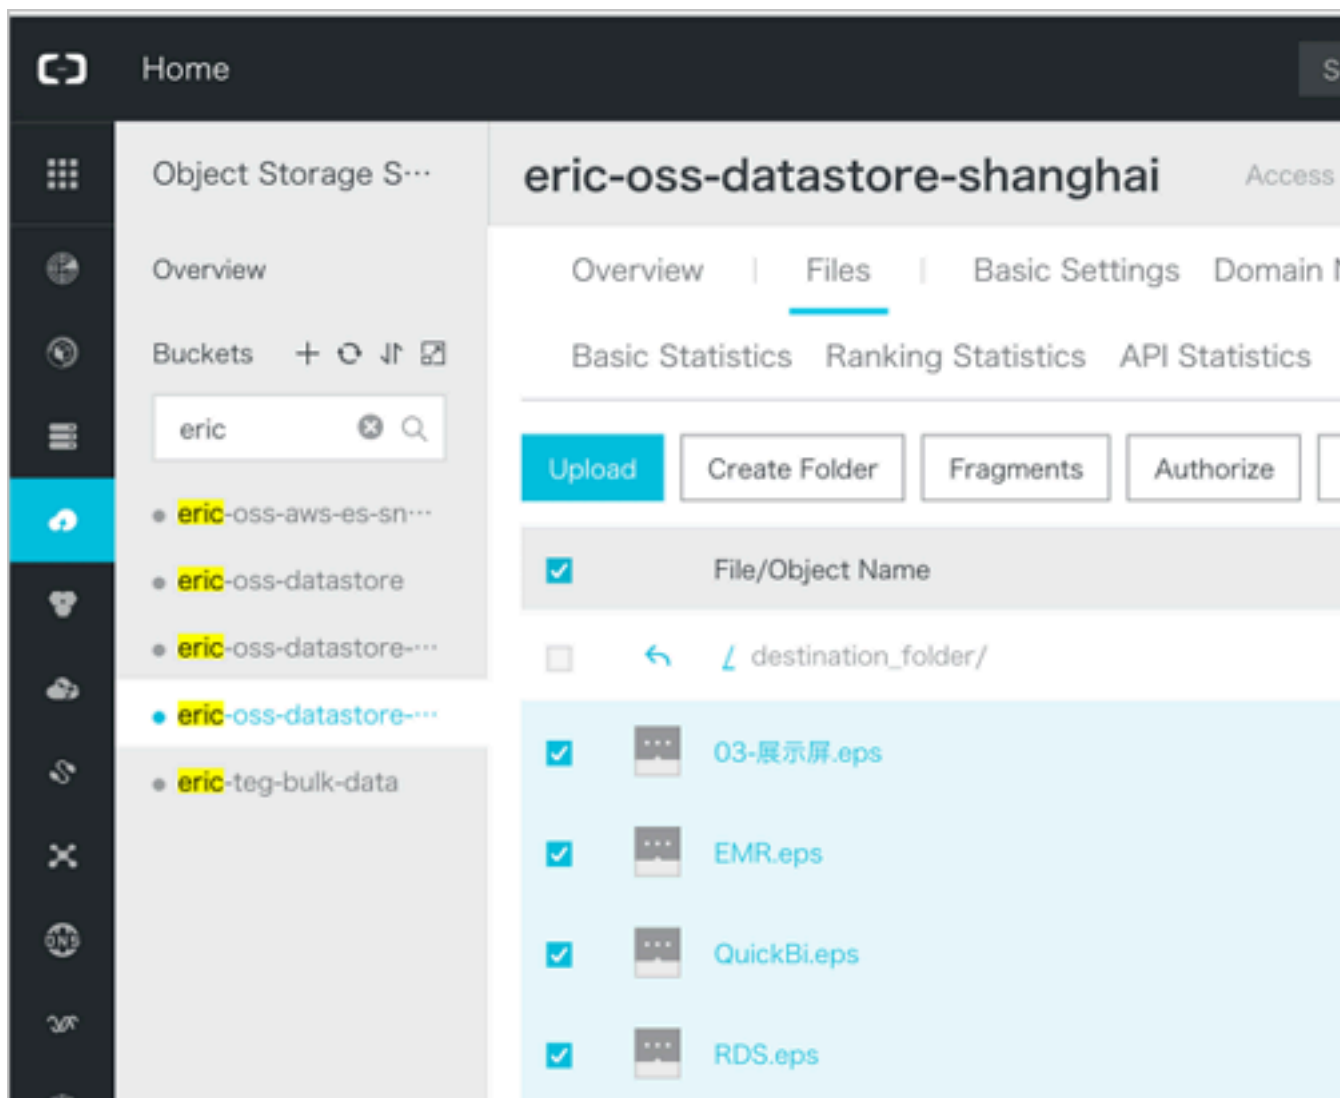 Home
S
Object Storage S···
eric-oss-datastore-shanghai
Access
Overview
Overview | Files | Basic Settings Domain
Buckets
Basic Statistics Ranking Statistics API Statistics
eric
Upload Create Folder Fragments Authorize
eric-oss-aws-es-sn···
eric-oss-datastore
eric-oss-datastore-···
eric-oss-datastore-···
eric-teg-bulk-data
File/Object Name
/ destination_folder/
03-展示屏.eps
EMR.eps
QuickBi.eps
RDS.eps
DNS